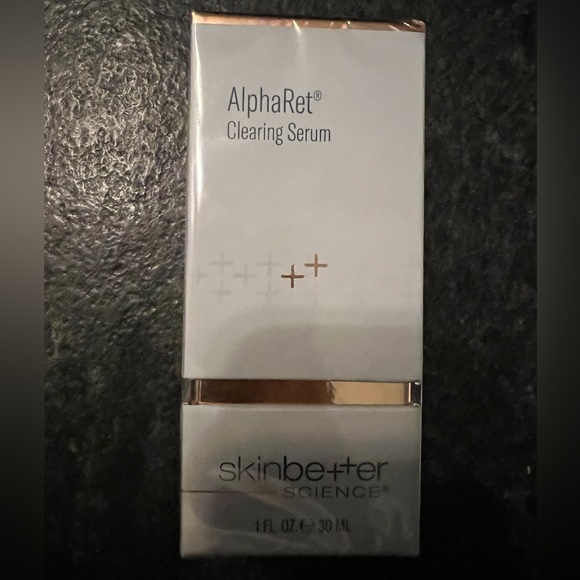 AlphaRet®
Clearing Serum
skinbetter
SCIENCE®
1 FL. OZ ℮ 30 ML